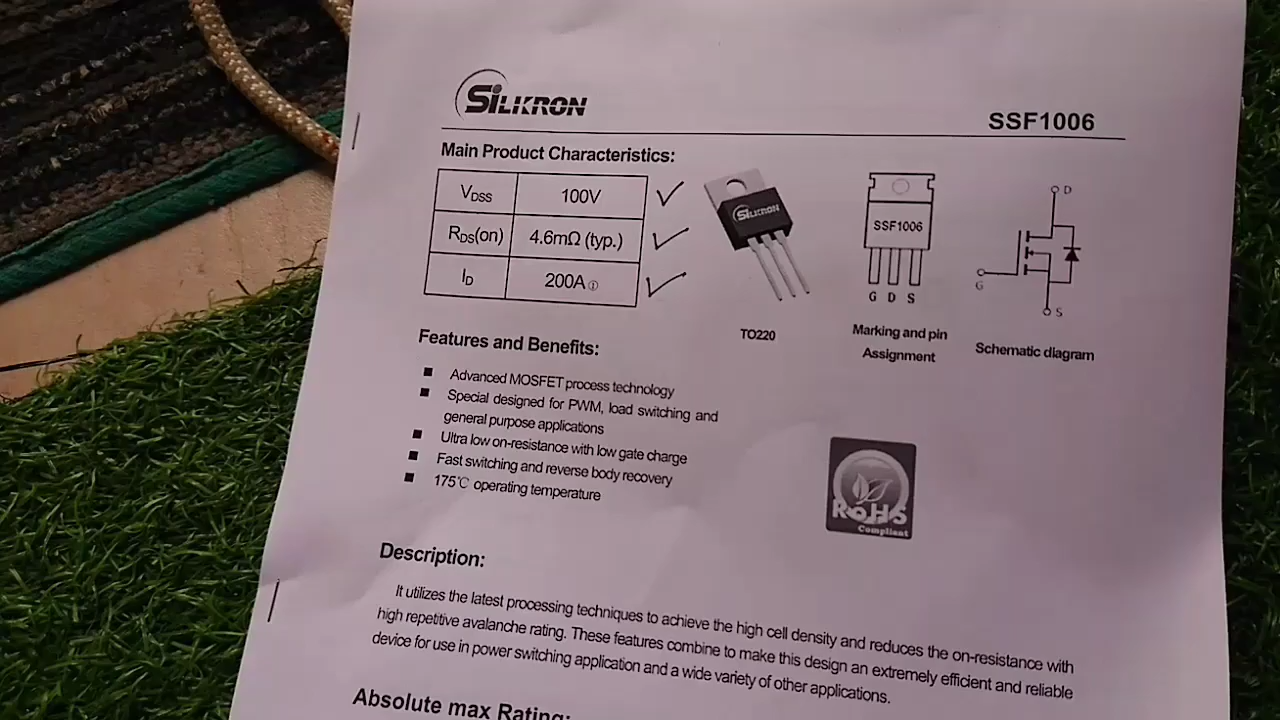 SiLKRON
SSF1006
Main Product Characteristics:
VDSS 100V
RDS(on) 4.6mΩ (typ.)
ID 200A ①
SiLKRON
TO220
SSF1006
G D S
Marking and pin
Assignment
D
G
S
Schematic diagram
Features and Benefits:
■ Advanced MOSFET process technology
■ Special designed for PWM, load switching and
general purpose applications
■ Ultra low on-resistance with low gate charge
■ Fast switching and reverse body recovery
■ 175℃ operating temperature
RoHS
Compliant
Description:
It utilizes the latest processing techniques to achieve the high cell density and reduces the on-resistance with
high repetitive avalanche rating. These features combine to make this design an extremely efficient and reliable
device for use in power switching application and a wide variety of other applications.
Absolute max Rating: